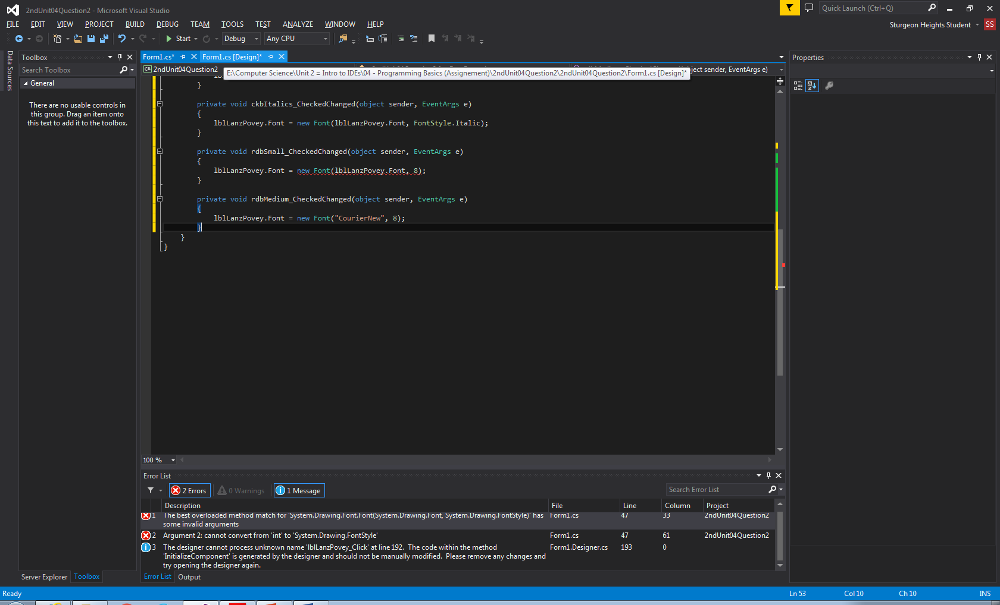 2ndUnit04Question2 - Microsoft Visual Studio
Quick Launch (Ctrl+Q)
FILE EDIT VIEW PROJECT BUILD DEBUG TEAM TOOLS TEST ANALYZE WINDOW HELP
Sturgeon Heights Student SS
Start Debug Any CPU
Data Sources
Toolbox
Search Toolbox
General
There are no usable controls in
this group. Drag an item onto
this text to add it to the toolbox.
Server Explorer Toolbox
Form1.cs* Form1.cs [Design]*
C# 2ndUnit04Question2
E:\Computer Science\Unit 2 = Intro to IDEs\04 - Programming Basics (Assignement)\2ndUnit04Question2\2ndUnit04Question2\Form1.cs [Design]*
bject sender, EventArgs e)
}
private void ckbItalics_CheckedChanged(object sender, EventArgs e)
{
lblLanzPovey.Font = new Font(lblLanzPovey.Font, FontStyle.Italic);
}
private void rdbSmall_CheckedChanged(object sender, EventArgs e)
{
lblLanzPovey.Font = new Font(lblLanzPovey.Font, 8);
}
private void rdbMedium_CheckedChanged(object sender, EventArgs e)
{
lblLanzPovey.Font = new Font("CourierNew", 8);
}
}
}
100 %
Error List
2 Errors 0 Warnings 1 Message
Search Error List
Description File Line Column Project
1 The best overloaded method match for 'System.Drawing.Font.Font(System.Drawing.Font, System.Drawing.FontStyle)' has Form1.cs 47 33 2ndUnit04Question2
some invalid arguments
2 Argument 2: cannot convert from 'int' to 'System.Drawing.FontStyle' Form1.cs 47 61 2ndUnit04Question2
3 The designer cannot process unknown name 'lblLanzPovey_Click' at line 192. The code within the method Form1.Designer.cs 193 0
'InitializeComponent' is generated by the designer and should not be manually modified. Please remove any changes and
try opening the designer again.
Error List Output
Properties
Ready
Ln 53 Col 10 Ch 10 INS